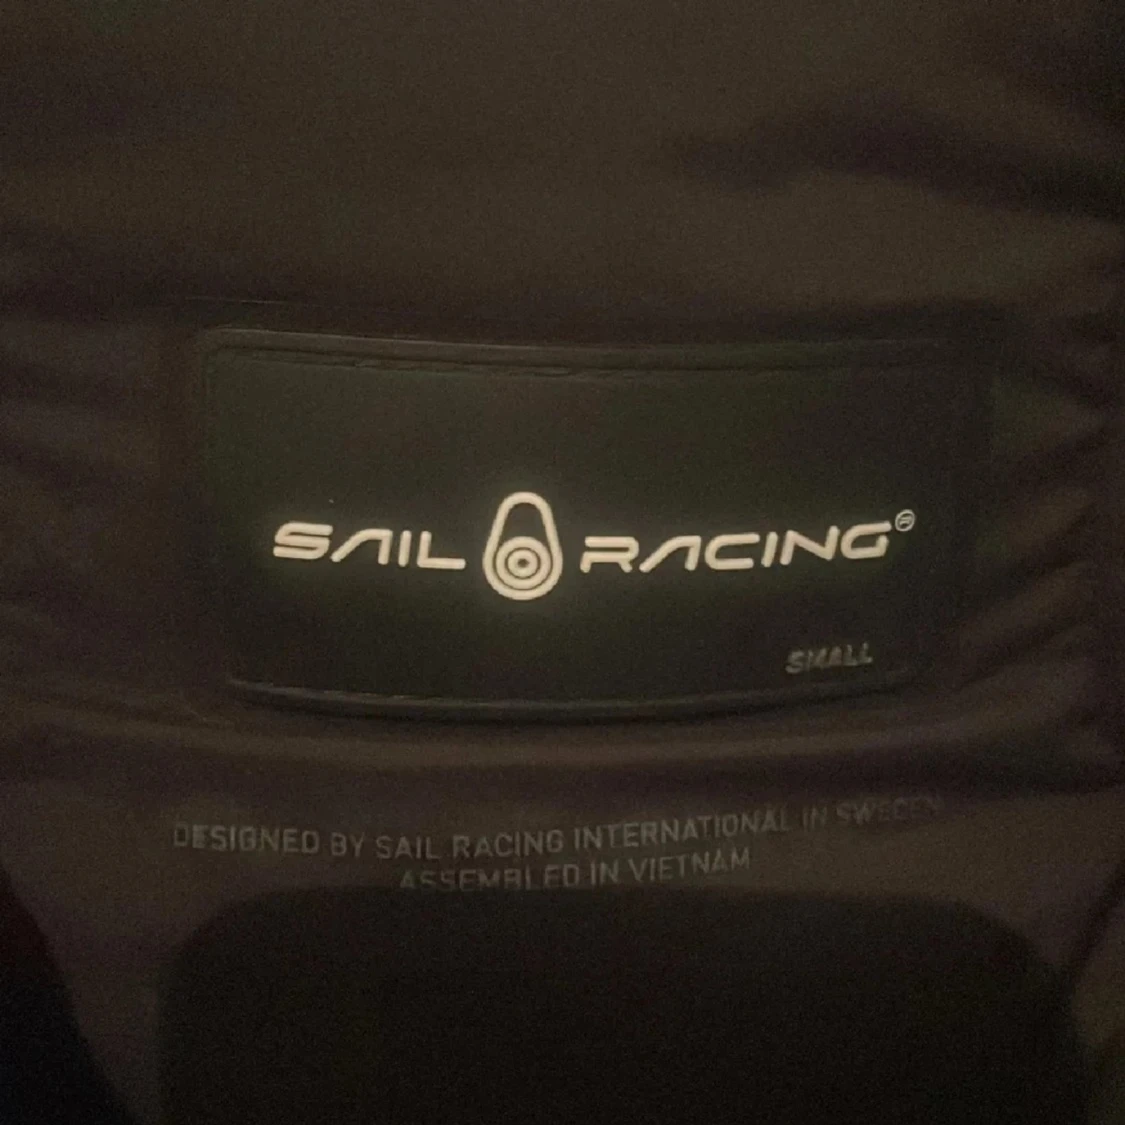 SAIL RACING®
SMALL
DESIGNED BY SAIL RACING INTERNATIONAL IN SWEDEN
ASSEMBLED IN VIETNAM